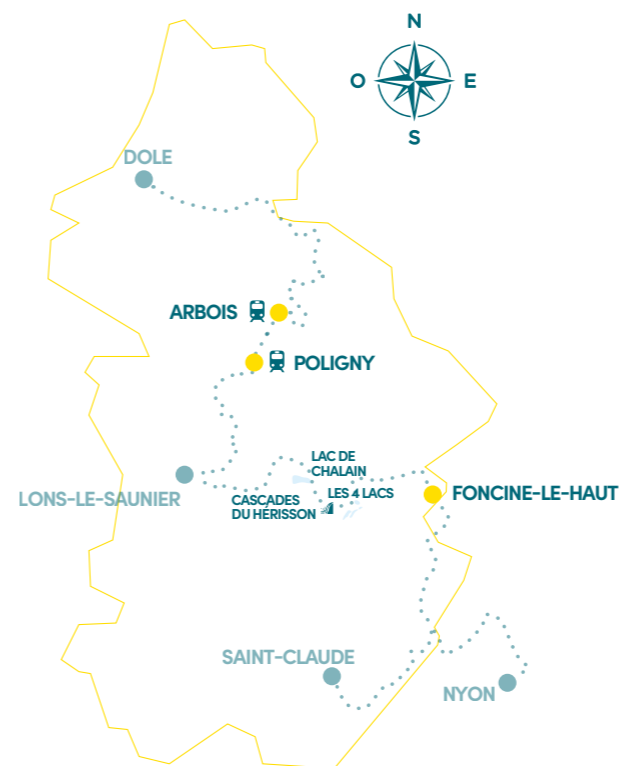 N
O
E
S
DOLE
ARBOIS
POLIGNY
LAC DE
CHALAIN
LONS-LE-SAUNIER
CASCADES
DU HÉRISSON
LES 4 LACS
FONCINE-LE-HAUT
SAINT-CLAUDE
NYON